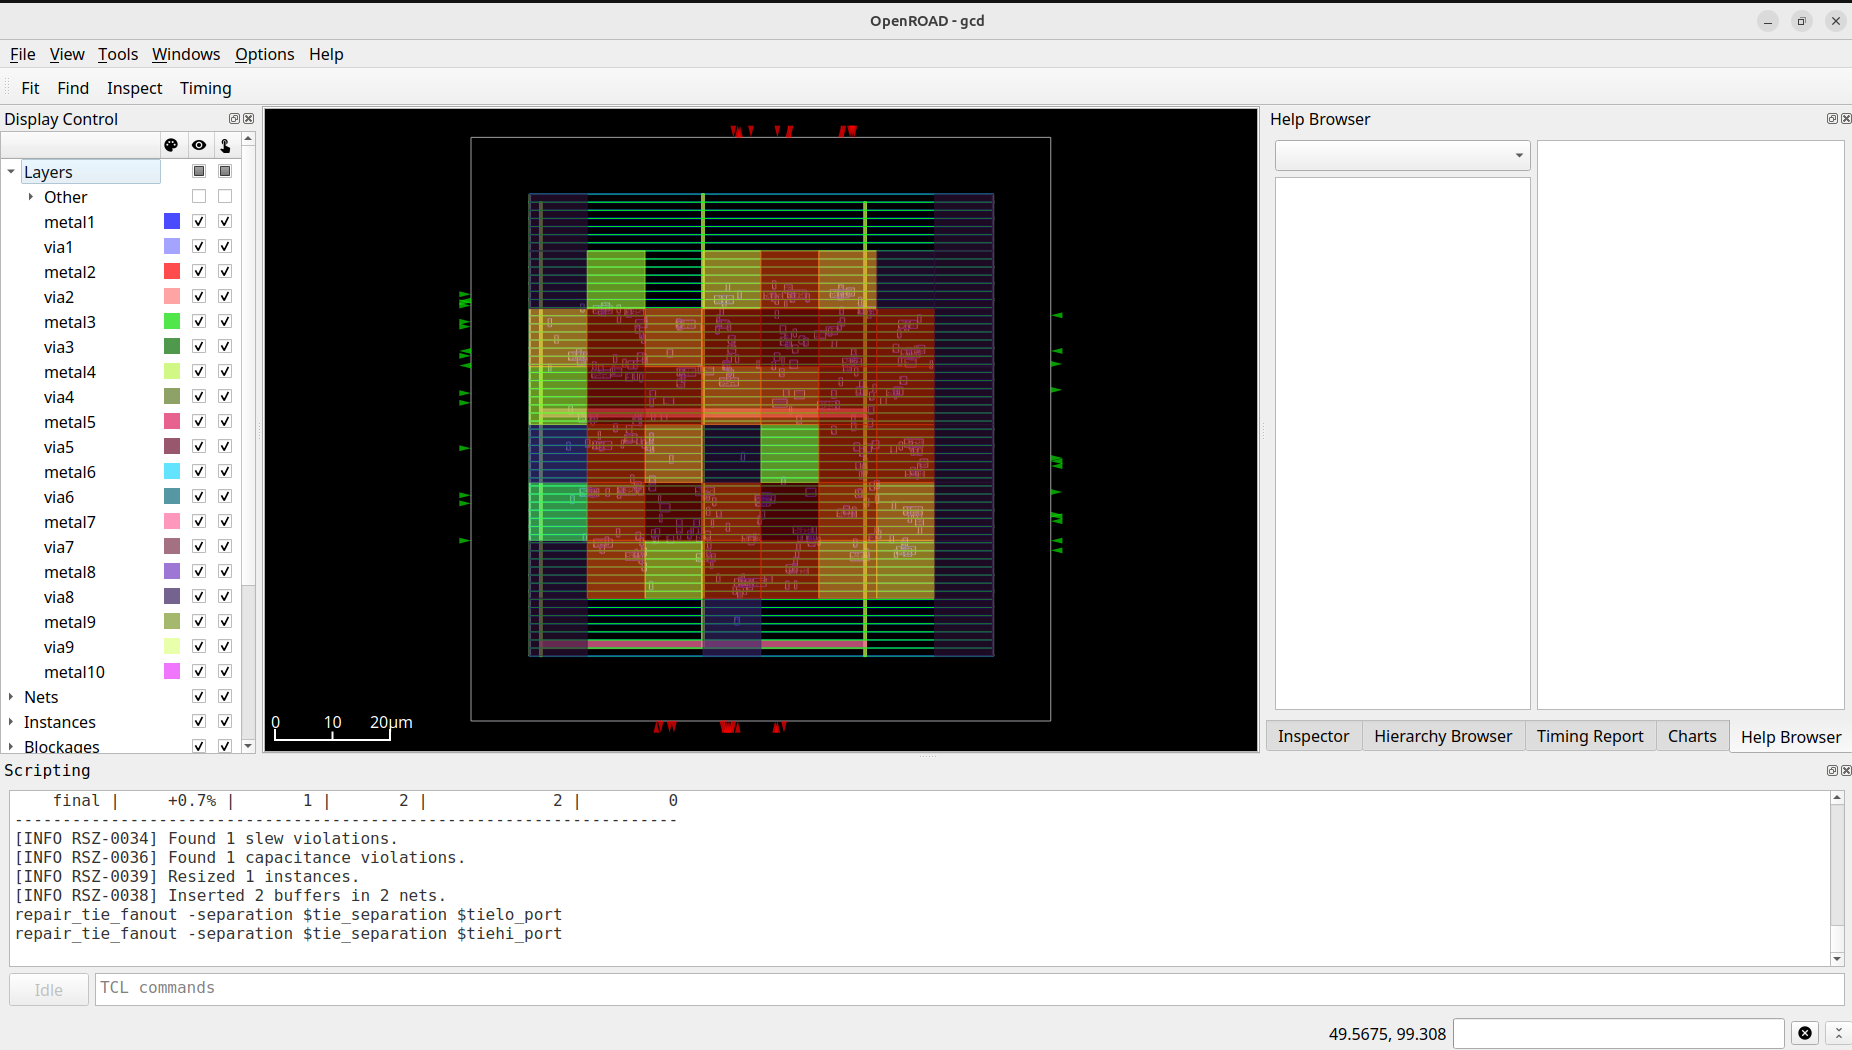 OpenROAD - gcd
File View Tools Windows Options Help
Fit Find Inspect Timing
Display Control
Layers
Other
metal1
via1
metal2
via2
metal3
via3
metal4
via4
metal5
via5
metal6
via6
metal7
via7
metal8
via8
metal9
via9
metal10
Nets
Instances
Blockages
0 10 20μm
Help Browser
Inspector Hierarchy Browser Timing Report Charts Help Browser
Scripting
final | +0.7% | 1 | 2 | 2 | 0
---------------------------------------------------------------------
[INFO RSZ-0034] Found 1 slew violations.
[INFO RSZ-0036] Found 1 capacitance violations.
[INFO RSZ-0039] Resized 1 instances.
[INFO RSZ-0038] Inserted 2 buffers in 2 nets.
repair_tie_fanout -separation $tie_separation $tielo_port
repair_tie_fanout -separation $tie_separation $tiehi_port
Idle TCL commands
49.5675, 99.308